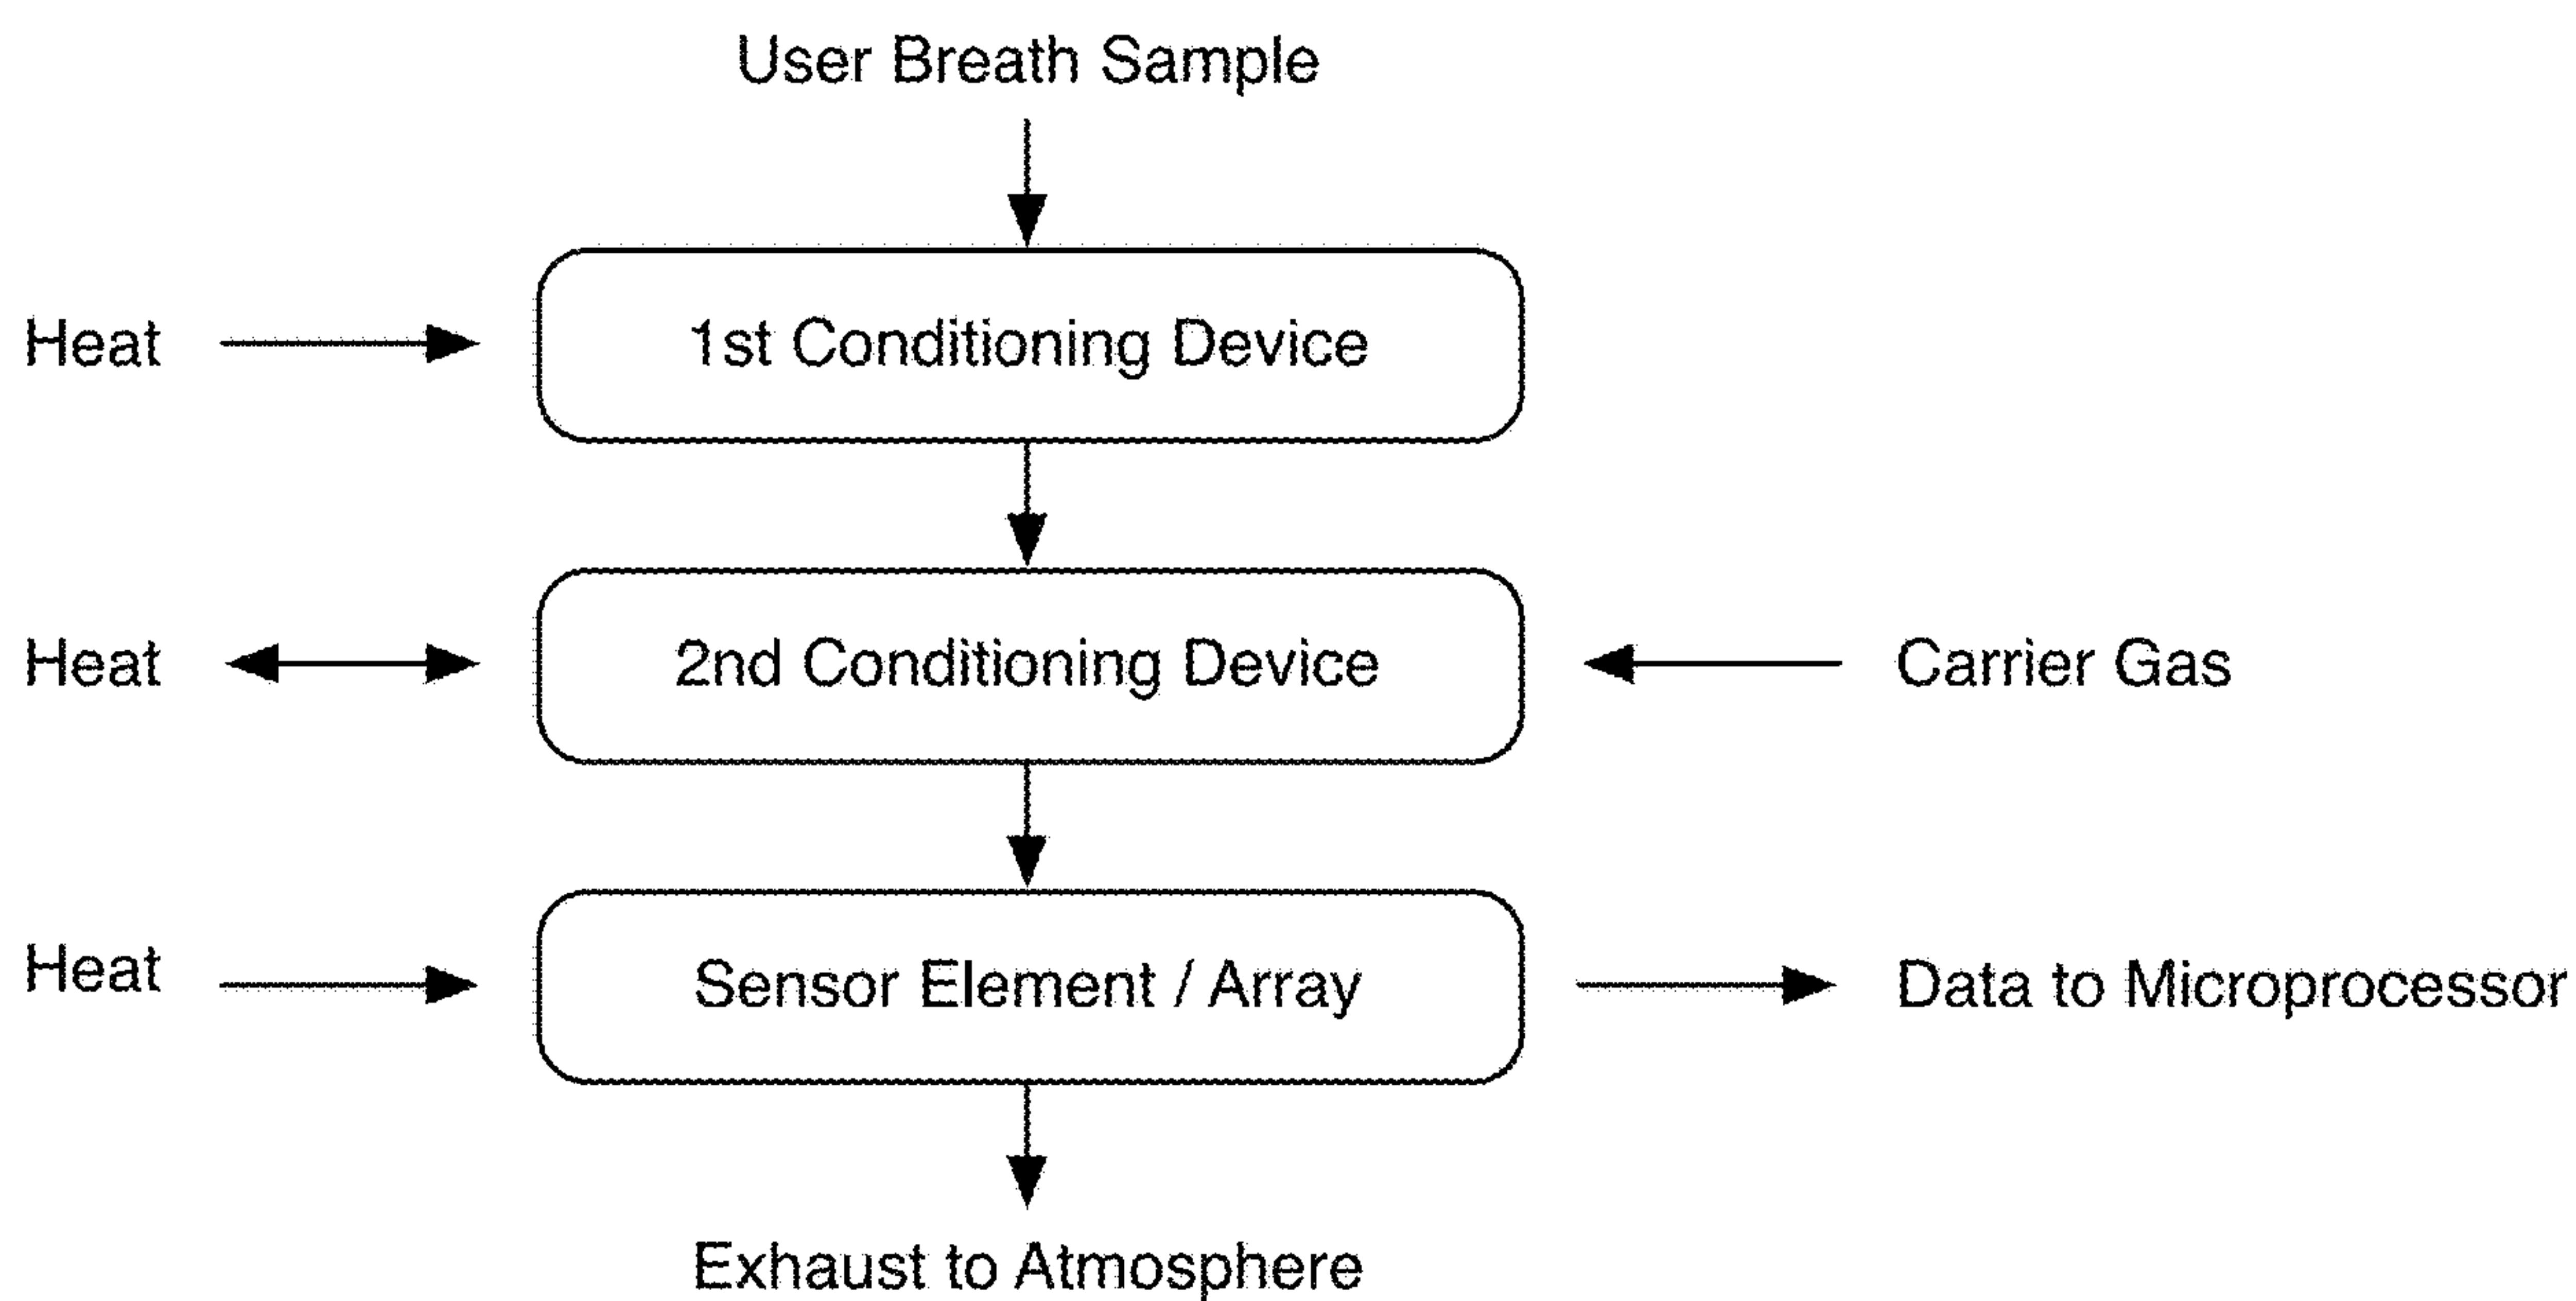 User Breath Sample
Heat
1st Conditioning Device
Heat
2nd Conditioning Device
Carrier Gas
Heat
Sensor Element / Array
Data to Microprocessor
Exhaust to Atmosphere